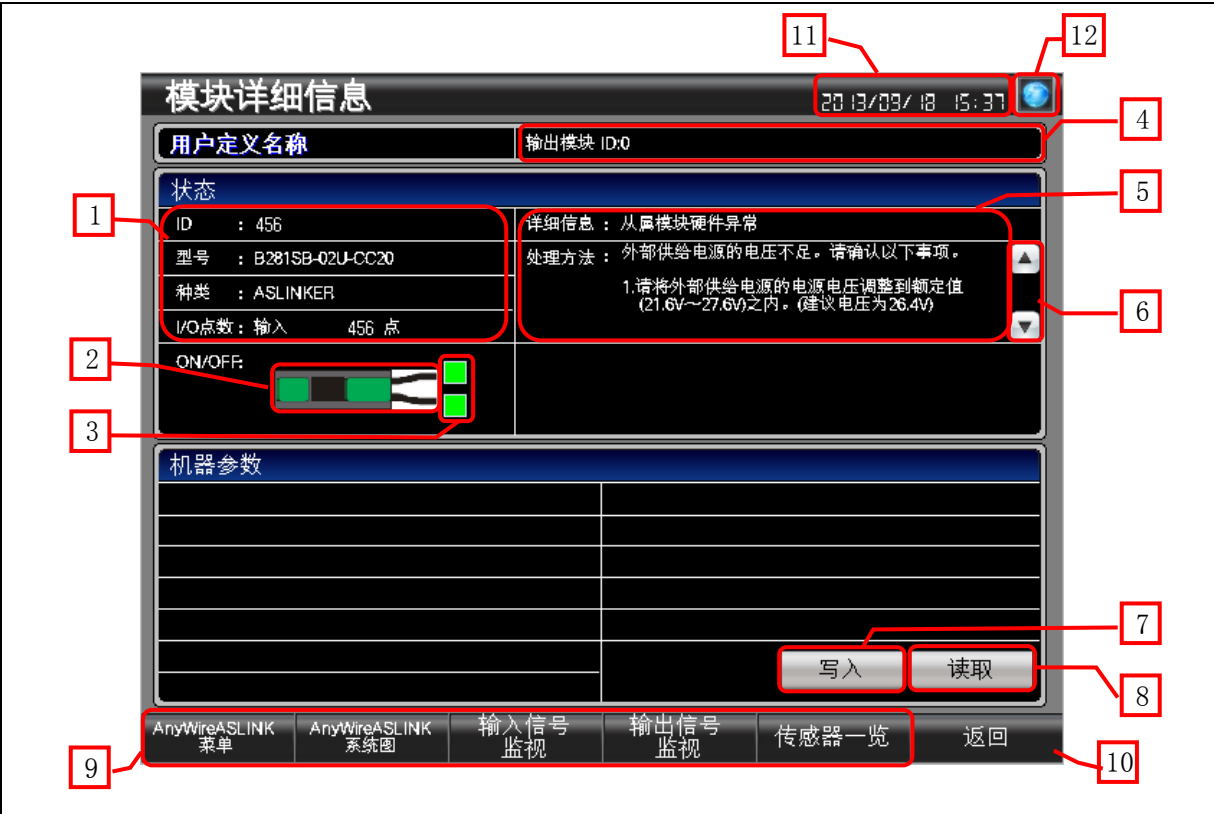 11
12
模块详细信息
2013/09/18 15:37
用户定义名称
输出模块 ID:0
4
状态
5
1
ID : 456
详细信息 : 从属模块硬件异常
型号 : B281SB-02U-CC20
处理方法 : 外部供给电源的电压不足。请确认以下事项。
种类 : ASLINKER
1.请将外部供给电源的电源电压调整到额定值
(21.6V～27.6V)之内。(建议电压为26.4V)
6
I/O点数 : 输入 456 点
2
ON/OFF:
3
机器参数
7
写入
读取
8
AnyWireASLINK
菜单
AnyWireASLINK
系统图
输入信号
监视
输出信号
监视
传感器一览
返回
9
10